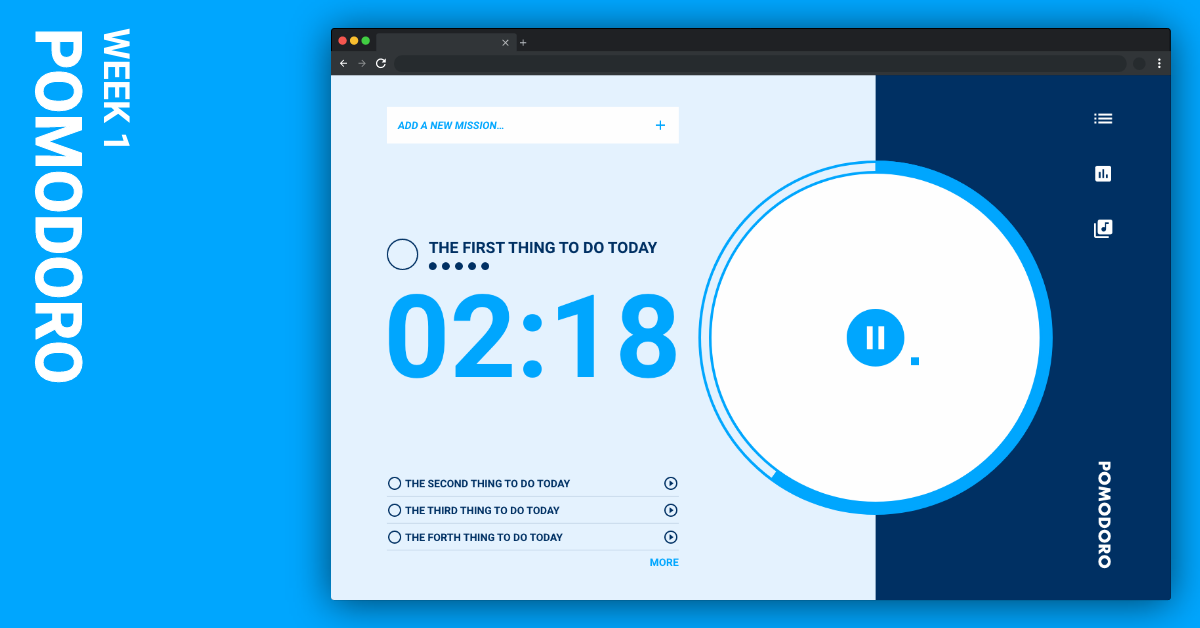 WEEK 1
POMODORO
ADD A NEW MISSION…
THE FIRST THING TO DO TODAY
02:18
THE SECOND THING TO DO TODAY
THE THIRD THING TO DO TODAY
THE FORTH THING TO DO TODAY
MORE
POMODORO